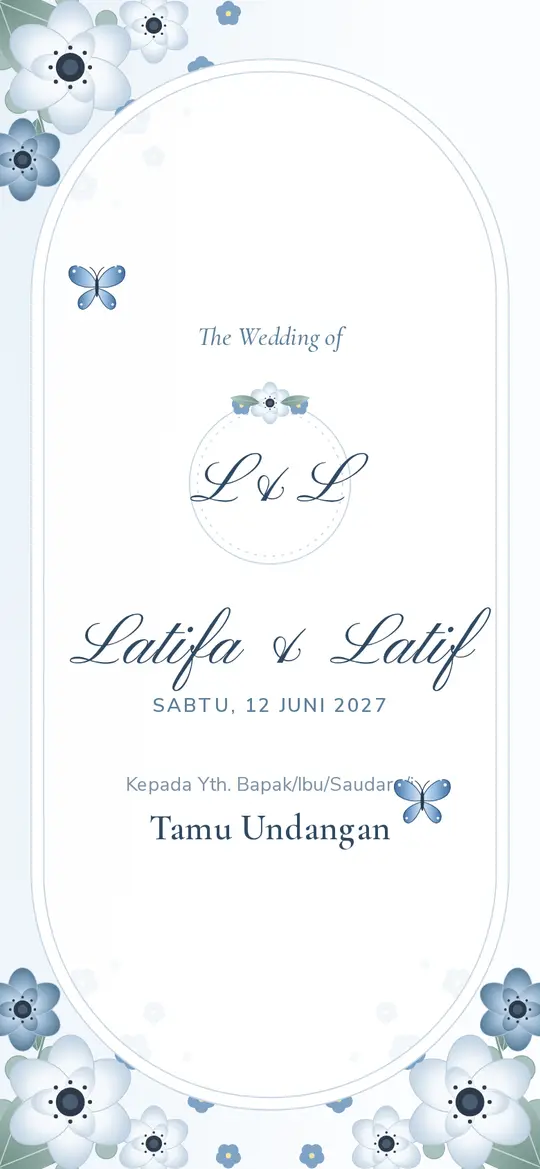 The Wedding of
L & L
Latifa & Latif
SABTU, 12 JUNI 2027
Kepada Yth. Bapak/Ibu/Saudara/i
Tamu Undangan